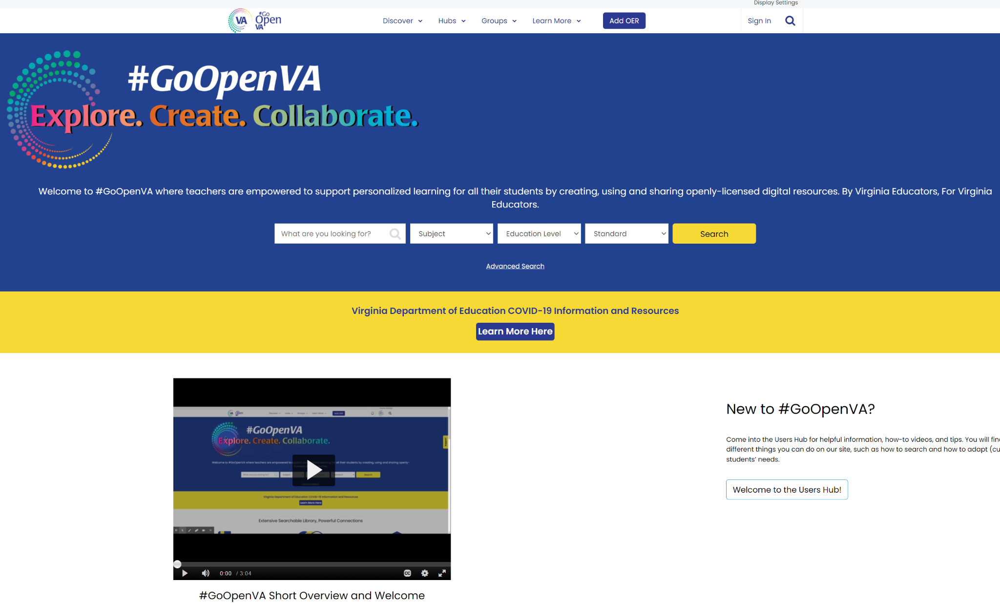 Display Settings
VA #Go Open VA
Discover Hubs Groups Learn More Add OER Sign In
#GoOpenVA
Explore. Create. Collaborate.
Welcome to #GoOpenVA where teachers are empowered to support personalized learning for all their students by creating, using and sharing openly-licensed digital resources. By Virginia Educators, For Virginia
Educators.
What are you looking for? Subject Education Level Standard Search
Advanced Search
Virginia Department of Education COVID-19 Information and Resources
Learn More Here
#GoOpenVA
Explore. Create. Collaborate.
Virginia Department of Education COVID-19 Information and Resources
Learn More Here
Extensive Searchable Library, Powerful Connections
0:00 / 3:04
CC
#GoOpenVA Short Overview and Welcome
New to #GoOpenVA?
Come into the Users Hub for helpful information, how-to videos, and tips. You will
different things you can do on our site, such as how to search and how to adapt
students' needs.
Welcome to the Users Hub!